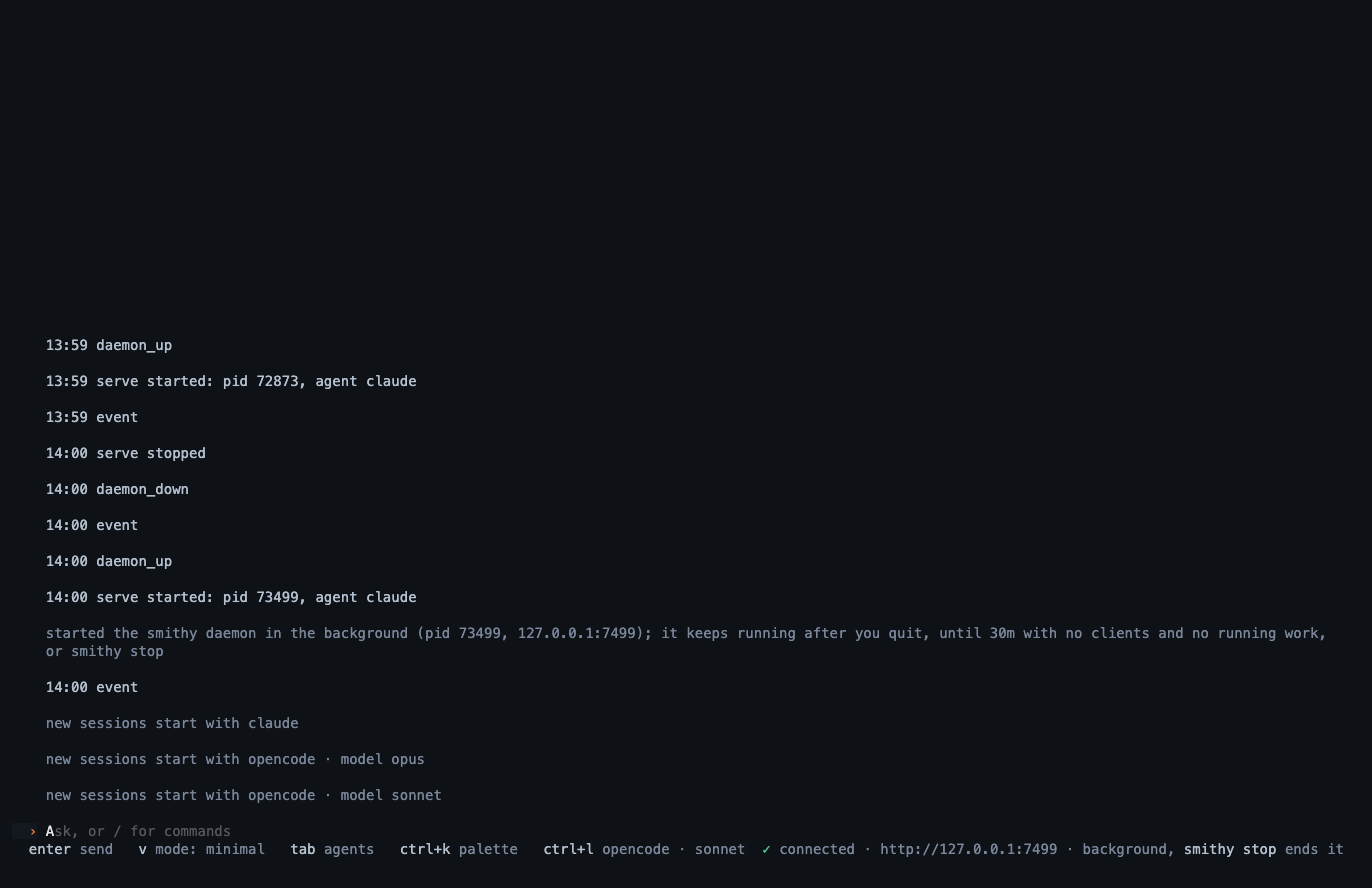 13:59 daemon_up
13:59 serve started: pid 72873, agent claude
13:59 event
14:00 serve stopped
14:00 daemon_down
14:00 event
14:00 daemon_up
14:00 serve started: pid 73499, agent claude
started the smithy daemon in the background (pid 73499, 127.0.0.1:7499); it keeps running after you quit, until 30m with no clients and no running work,
or smithy stop
14:00 event
new sessions start with claude
new sessions start with opencode · model opus
new sessions start with opencode · model sonnet
› Ask, or / for commands
enter send   v mode: minimal   tab agents   ctrl+k palette   ctrl+l opencode · sonnet  ✓ connected · http://127.0.0.1:7499 · background, smithy stop ends it